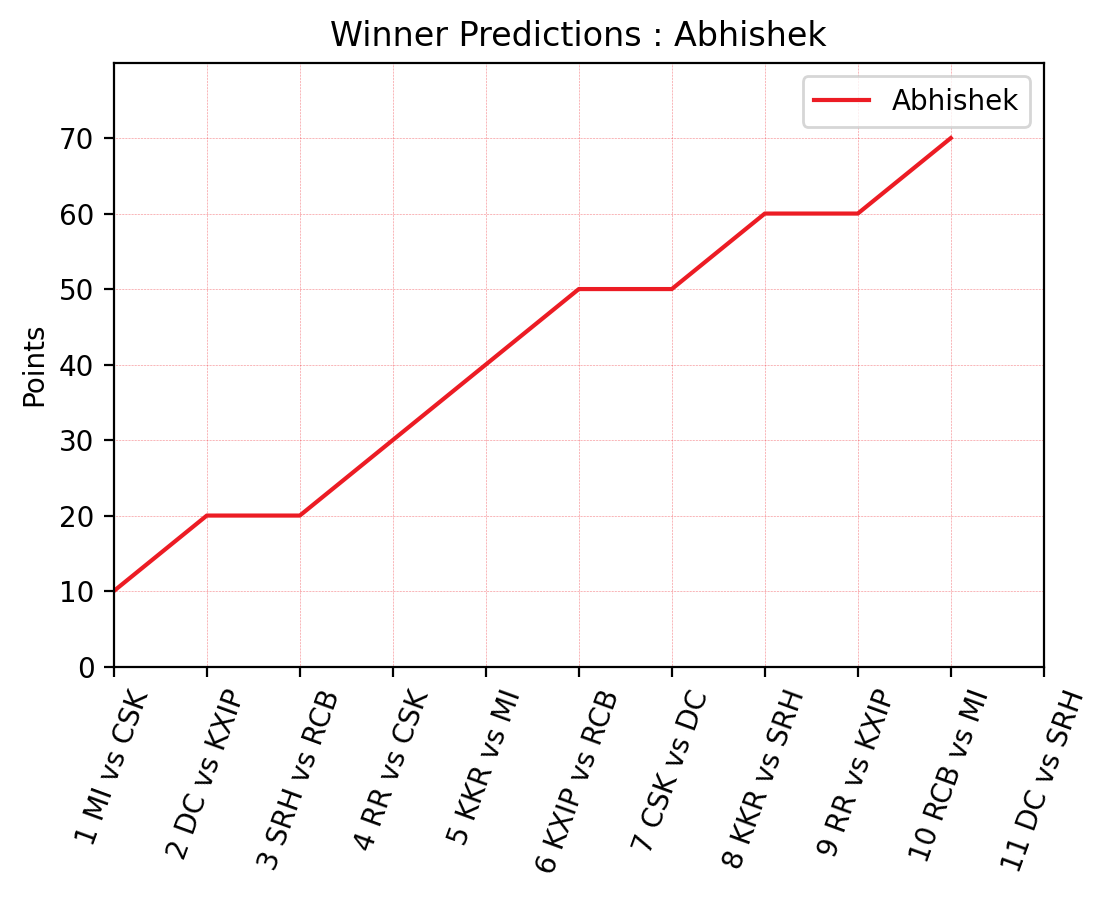 Winner Predictions : Abhishek
Abhishek
Points
70
60
50
40
30
20
10
0
1 MI vs CSK
2 DC vs KXIP
3 SRH vs RCB
4 RR vs CSK
5 KKR vs MI
6 KXIP vs RCB
7 CSK vs DC
8 KKR vs SRH
9 RR vs KXIP
10 RCB vs MI
11 DC vs SRH